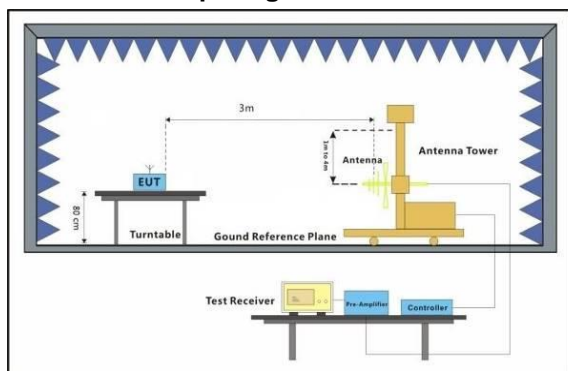 3m
1m to 4m
Antenna
Antenna Tower
EUT
80 cm
Turntable
Gound Reference Plane
Test Receiver
Pre-Amplifier
Controller